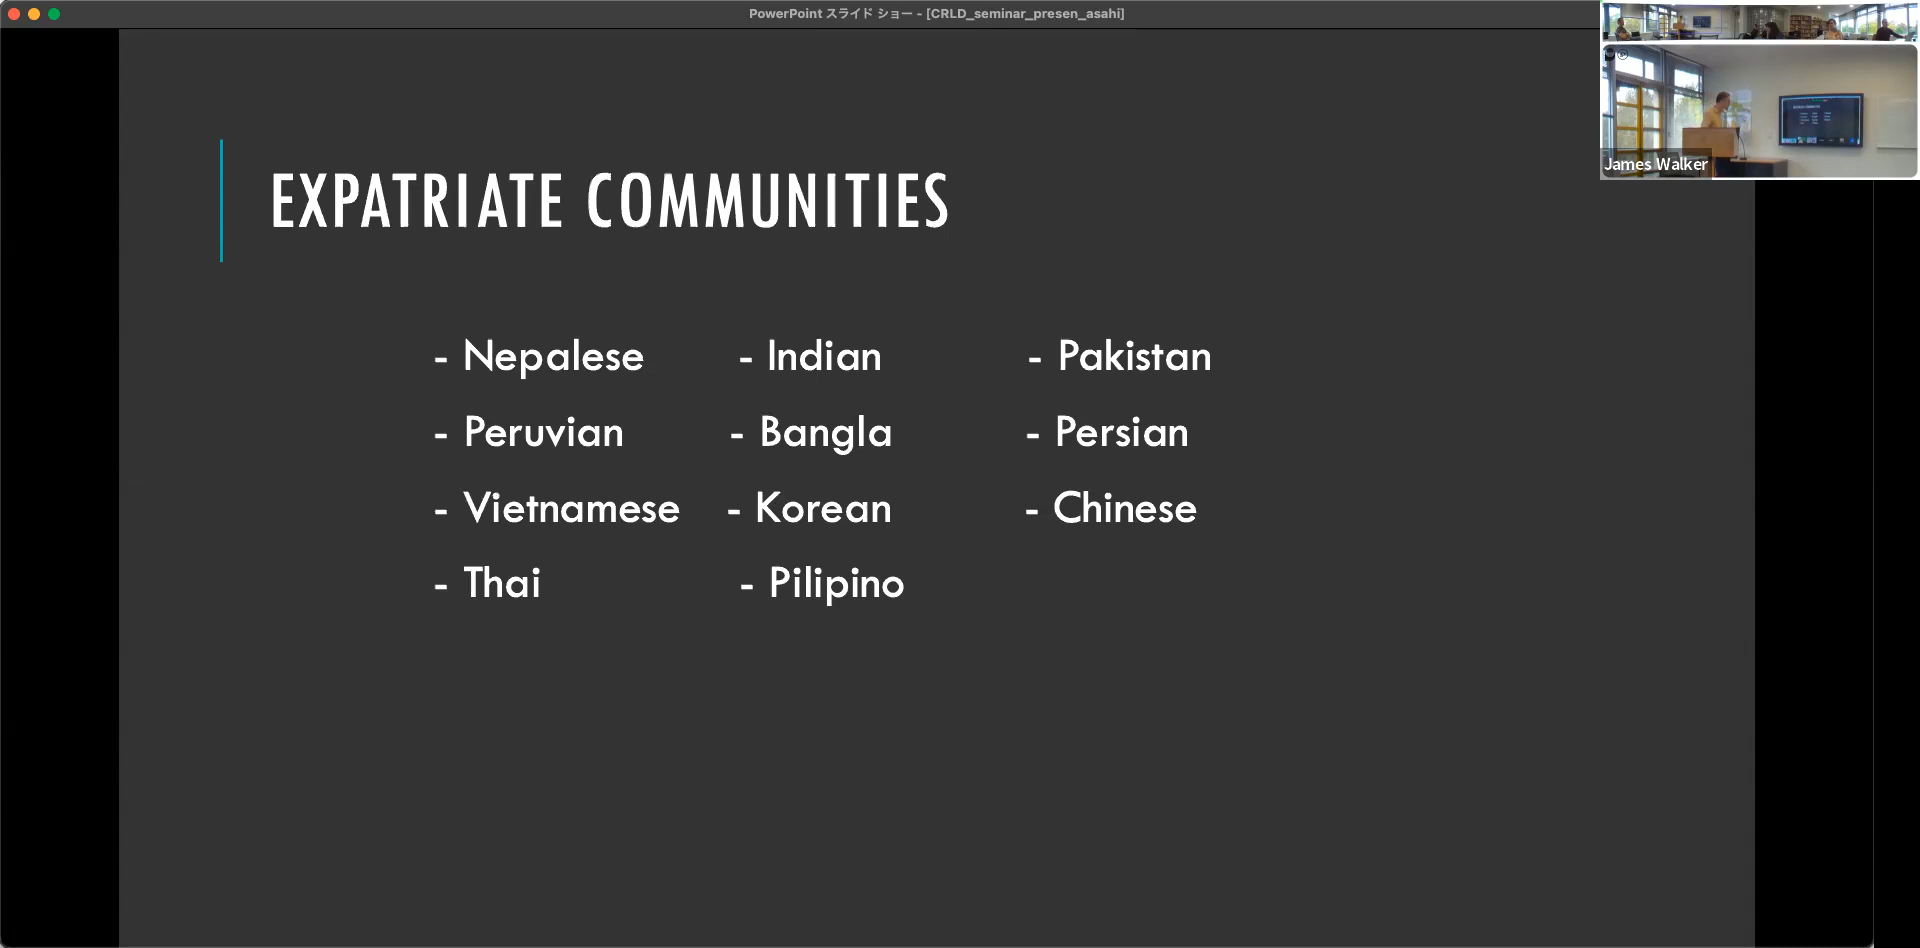 PowerPoint スライド ショー - [CRLD_seminar_presen_asahi]
James Walker
EXPATRIATE COMMUNITIES
- Nepalese - Indian - Pakistan
- Peruvian - Bangla - Persian
- Vietnamese - Korean - Chinese
- Thai - Pilipino